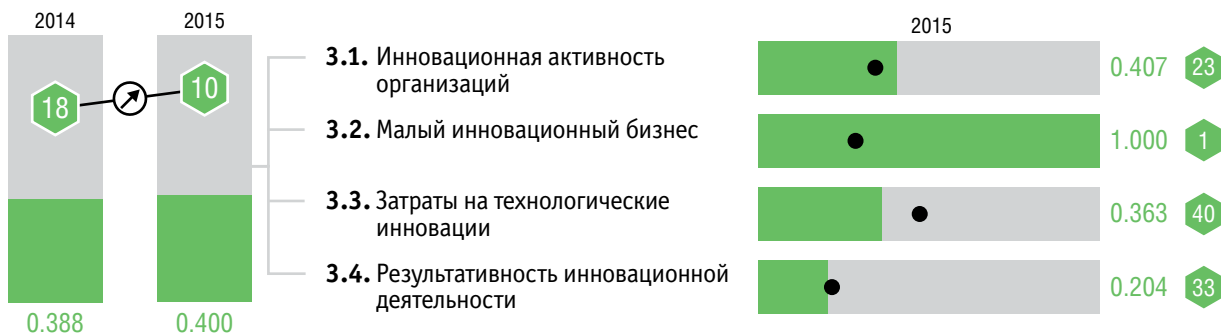 2014
2015
18
10
0.388
0.400
3.1. Инновационная активность
организаций
3.2. Малый инновационный бизнес
3.3. Затраты на технологические
инновации
3.4. Результативность инновационной
деятельности
2015
0.407 23
1.000 1
0.363 40
0.204 33